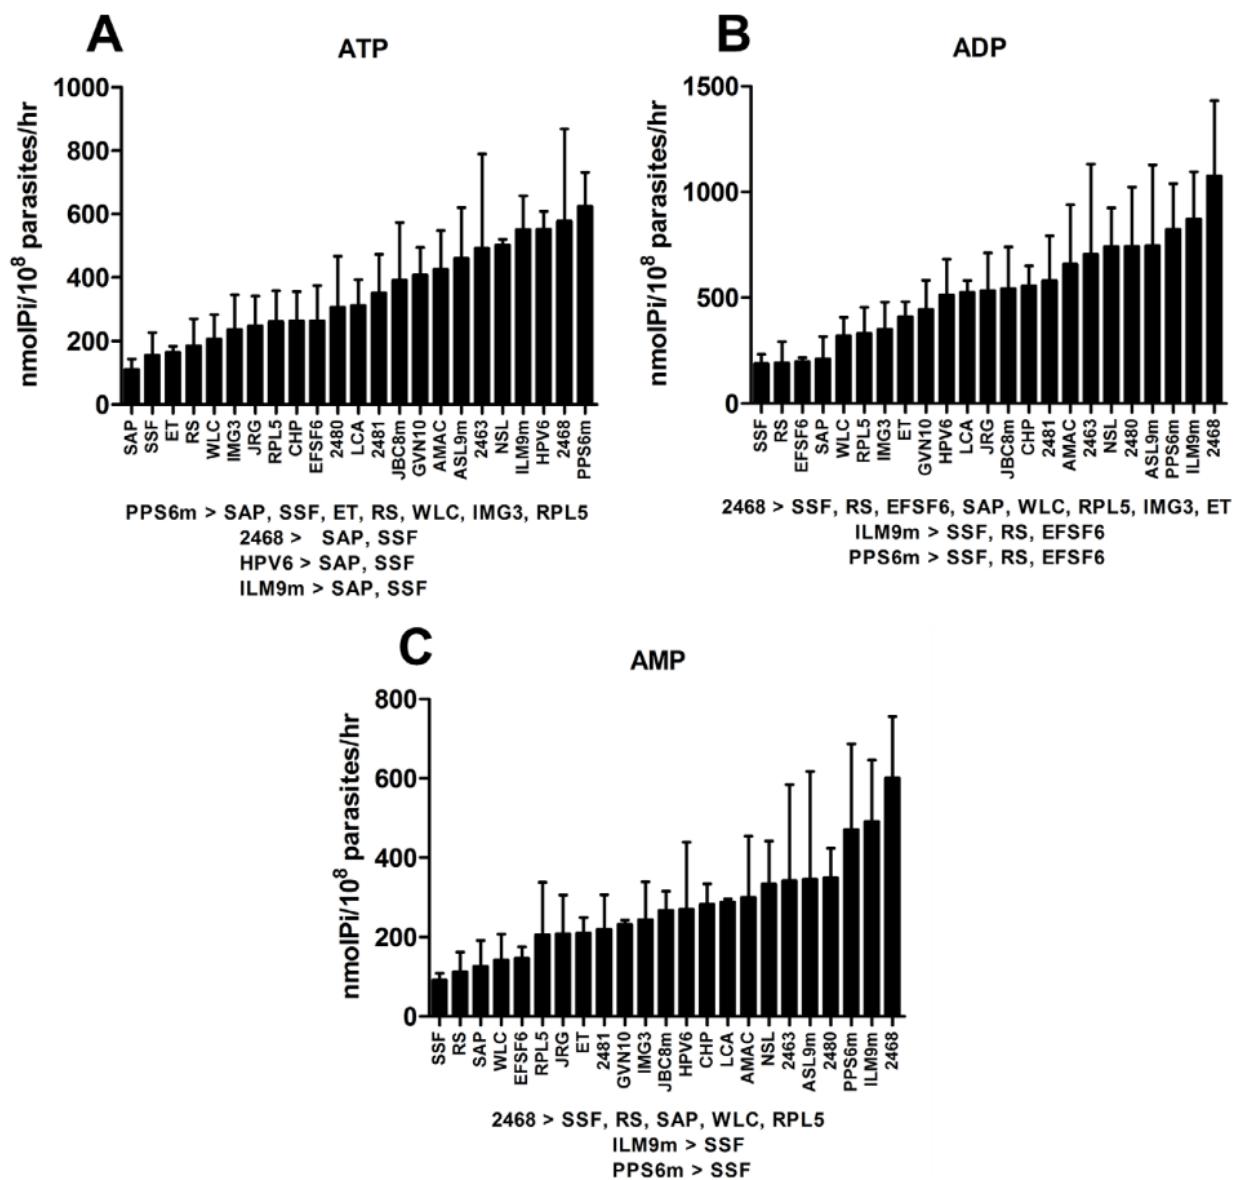 A
ATP
nmolPi/10⁸ parasites/hr
1000
800
600
400
200
0
SAP
SSF
ET
RS
WLC
IMG3
JRG
RPL5
CHP
EFSF6
2480
LCA
2481
JBC8m
GVN10
AMAC
ASL9m
2463
NSL
ILM9m
HPV6
2468
PPS6m
PPS6m > SAP, SSF, ET, RS, WLC, IMG3, RPL5
2468 > SAP, SSF
HPV6 > SAP, SSF
ILM9m > SAP, SSF
B
ADP
nmolPi/10⁸ parasites/hr
1500
1000
500
0
SSF
RS
EFSF6
SAP
WLC
RPL5
IMG3
ET
GVN10
HPV6
LCA
JRG
JBC8m
CHP
2481
AMAC
2463
NSL
2480
ASL9m
PPS6m
ILM9m
2468
2468 > SSF, RS, EFSF6, SAP, WLC, RPL5, IMG3, ET
ILM9m > SSF, RS, EFSF6
PPS6m > SSF, RS, EFSF6
C
AMP
nmolPi/10⁸ parasites/hr
800
600
400
200
0
SSF
RS
SAP
WLC
EFSF6
RPL5
JRG
ET
2481
GVN10
IMG3
JBC8m
HPV6
CHP
LCA
AMAC
NSL
2463
ASL9m
2480
PPS6m
ILM9m
2468
2468 > SSF, RS, SAP, WLC, RPL5
ILM9m > SSF
PPS6m > SSF